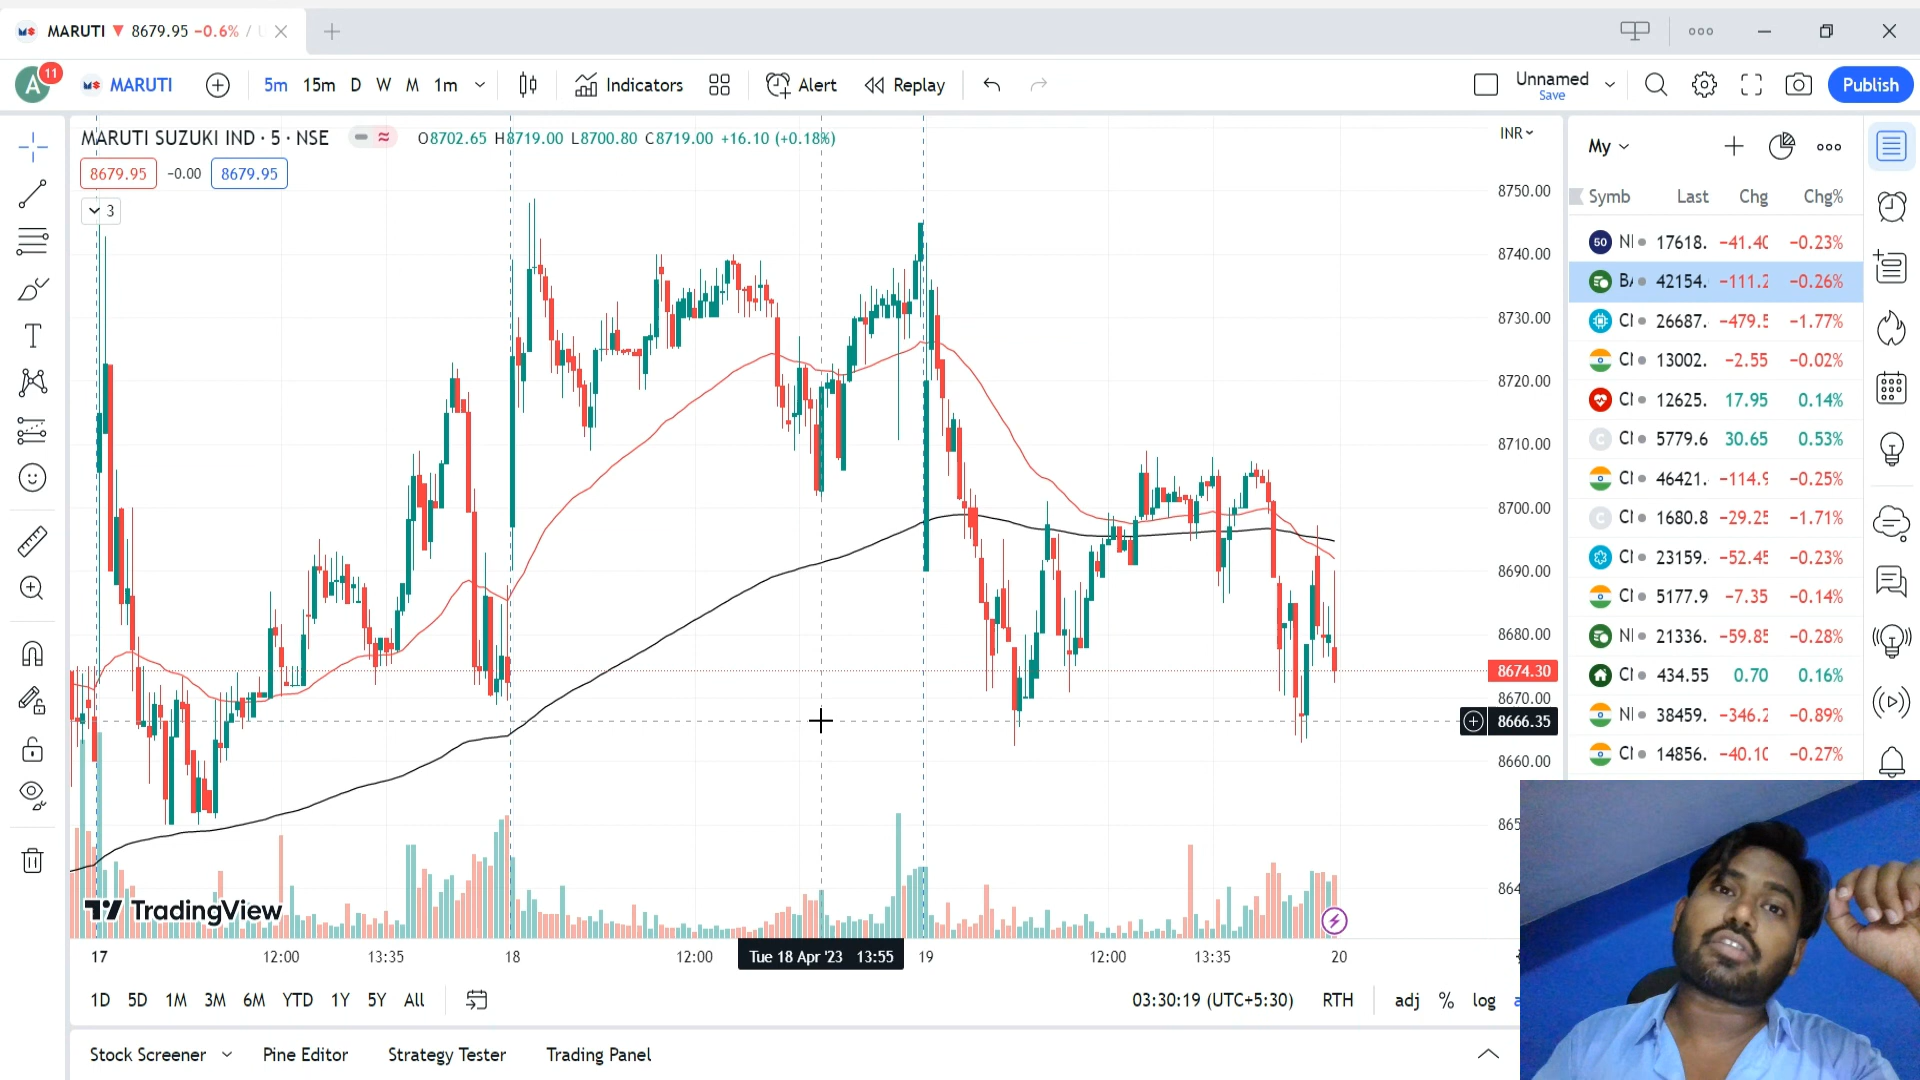 MARUTI ▼ 8679.95 −0.6% /
A 11 MARUTI 5m 15m D W M 1m Indicators Alert Replay Unnamed Save Publish
MARUTI SUZUKI IND · 5 · NSE O8702.65 H8719.00 L8700.80 C8719.00 +16.10 (+0.18%)
8679.95 −0.00 8679.95
3
INR
8750.00
8740.00
8730.00
8720.00
8710.00
8700.00
8690.00
8680.00
8674.30
8670.00
8666.35
8660.00
My
Symb Last Chg Chg%
50 17618. −41.40 −0.23%
42154. −111.2 −0.26%
26687. −479.5 −1.77%
13002. −2.55 −0.02%
12625. 17.95 0.14%
C 5779.6 30.65 0.53%
46421. −114.9 −0.25%
C 1680.8 −29.25 −1.71%
23159. −52.45 −0.23%
5177.9 −7.35 −0.14%
21336. −59.85 −0.28%
434.55 0.70 0.16%
38459. −346.2 −0.89%
14856. −40.10 −0.27%
TradingView
17 12:00 13:35 18 12:00 Tue 18 Apr '23 13:55 19 12:00 13:35 20
1D 5D 1M 3M 6M YTD 1Y 5Y All 03:30:19 (UTC+5:30) RTH adj % log
Stock Screener Pine Editor Strategy Tester Trading Panel